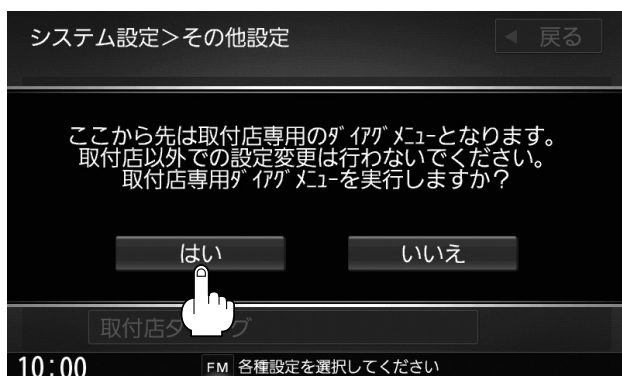 システム設定＞その他設定
◀ 戻る
ここから先は取付店専用のﾀﾞｲｱｸﾞﾒﾆｭｰとなります。
取付店以外での設定変更は行わないでください。
取付店専用ﾀﾞｲｱｸﾞﾒﾆｭｰを実行しますか？
はい
いいえ
取付店ダ
グ
10:00
FM 各種設定を選択してください